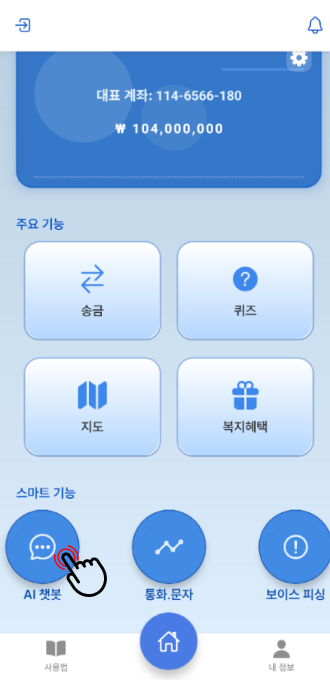 대표 계좌: 114-6566-180
₩ 104,000,000
주요 기능
송금
퀴즈
지도
복지혜택
스마트 기능
AI 챗봇
통화.문자
보이스 피싱
사용법
내 정보